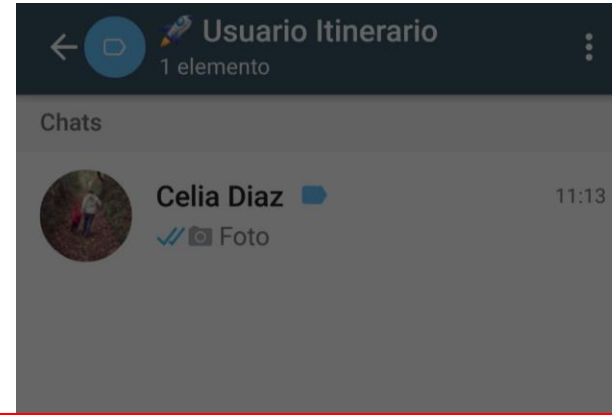 🚀 Usuario Itinerario
1 elemento
Chats
Celia Diaz
11:13
Foto